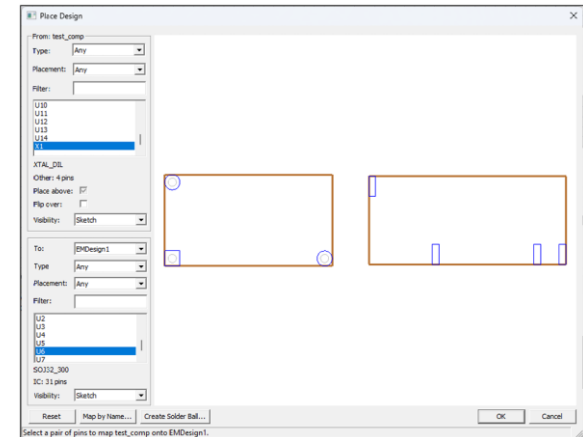 Place Design
From: test_comp
Type: Any
Placement: Any
Filter:
U10
U11
U12
U13
U14
X1
XTAL_DIL
Other: 4 pins
Place above:
Flip over:
Visibility: Sketch
To: EMDesign1
Type Any
Placement: Any
Filter:
U2
U3
U4
U5
U6
U7
SOJ32_300
IC: 31 pins
Visibility: Sketch
Reset Map by Name... Create Solder Ball... OK Cancel
Select a pair of pins to map test_comp onto EMDesign1.